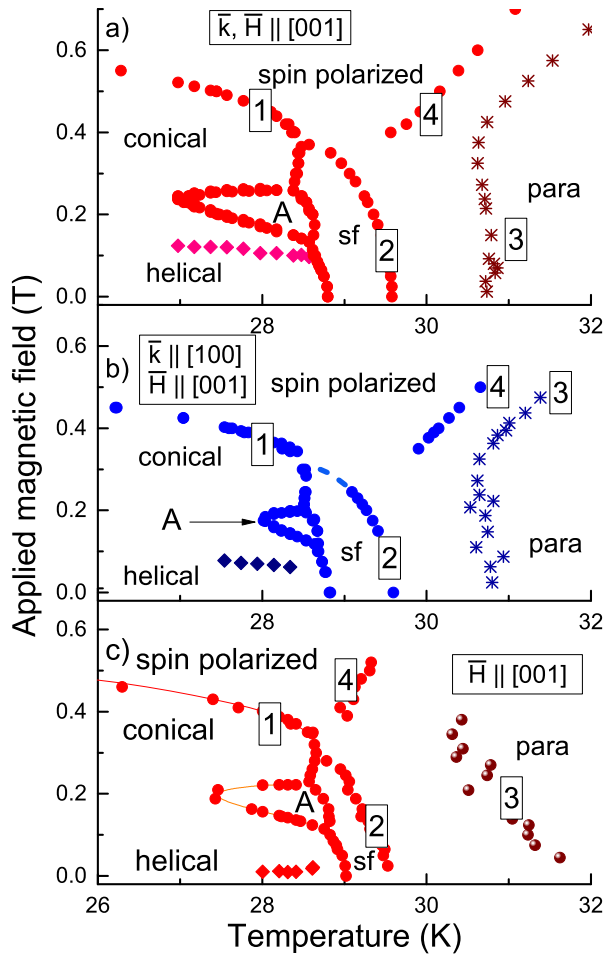 Applied magnetic field (T)
a)
k̅, H̅ || [001]
0.6
0.4
0.2
0.0
spin polarized
1
4
conical
para
A
sf
3
2
helical
28
30
32
b)
k̅ || [100]
H̅ || [001]
0.6
0.4
0.2
0.0
spin polarized
4
3
1
conical
A
sf
2
para
helical
28
30
32
c)
spin polarized
H̅ || [001]
0.6
0.4
0.2
0.0
4
conical
1
para
A
3
2
helical
sf
26
28
30
32
Temperature (K)